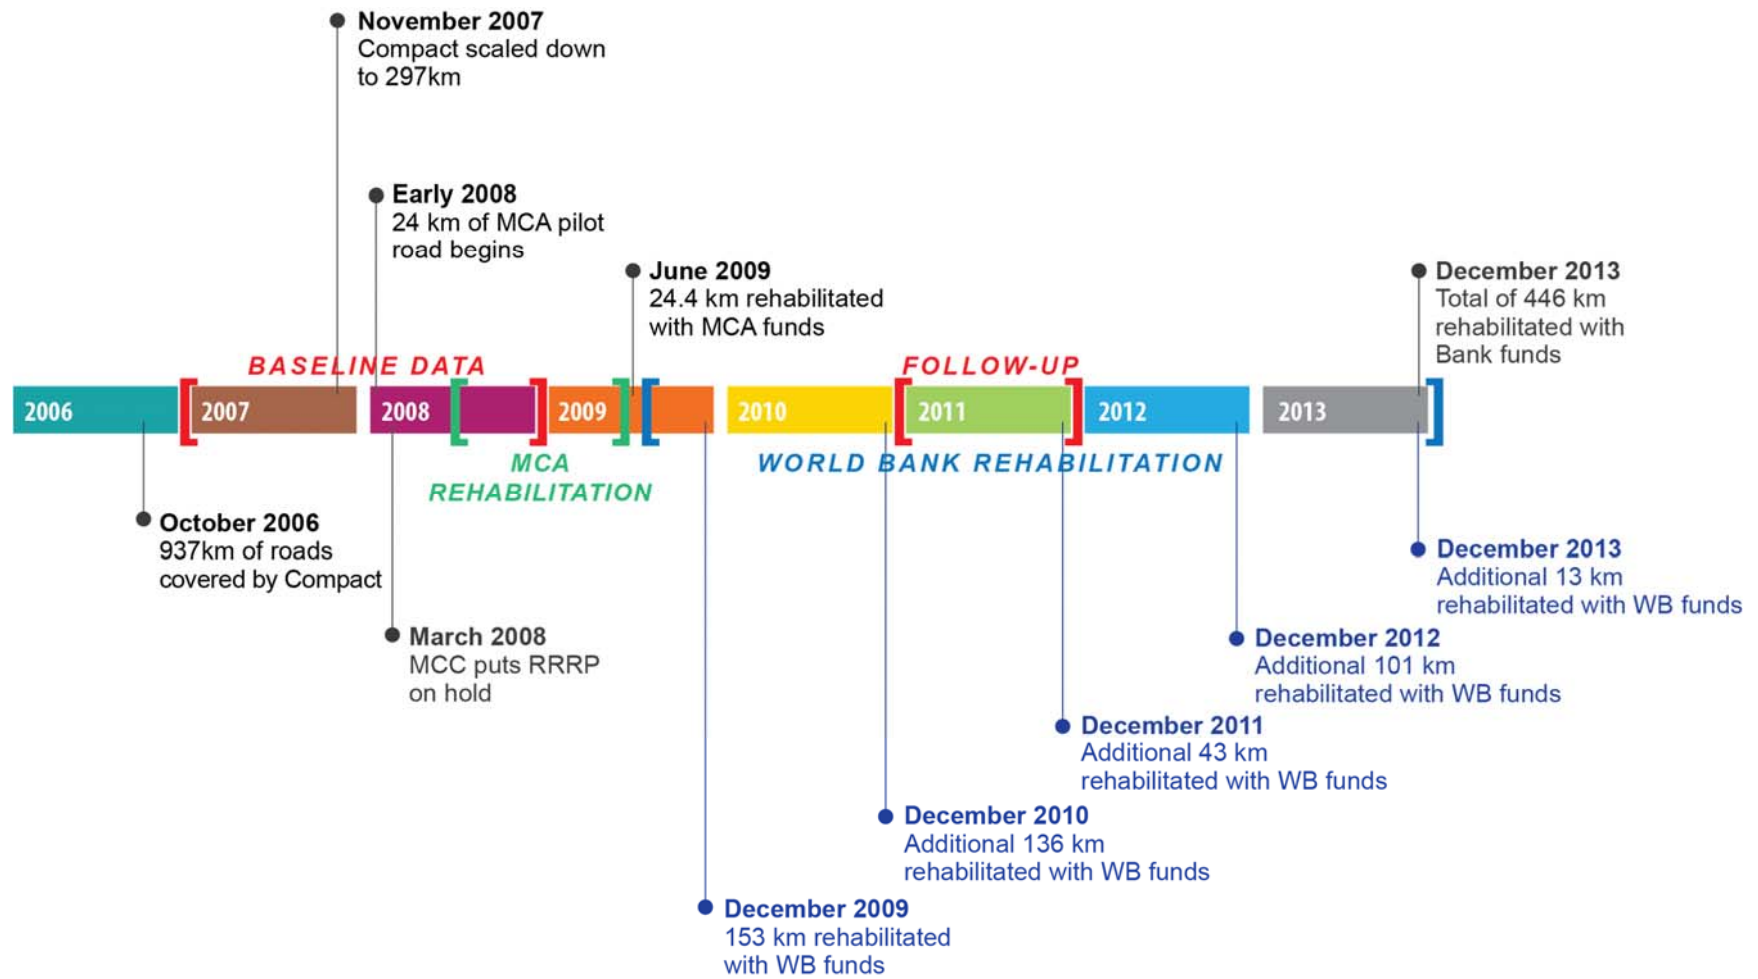 November 2007
Compact scaled down
to 297km
Early 2008
24 km of MCA pilot
road begins
June 2009
24.4 km rehabilitated
with MCA funds
December 2013
Total of 446 km
rehabilitated with
Bank funds
BASELINE DATA
FOLLOW-UP
2006
2007
2008
2009
2010
2011
2012
2013
MCA
REHABILITATION
WORLD BANK REHABILITATION
October 2006
937km of roads
covered by Compact
March 2008
MCC puts RRRP
on hold
December 2013
Additional 13 km
rehabilitated with WB funds
December 2012
Additional 101 km
rehabilitated with WB funds
December 2011
Additional 43 km
rehabilitated with WB funds
December 2010
Additional 136 km
rehabilitated with WB funds
December 2009
153 km rehabilitated
with WB funds